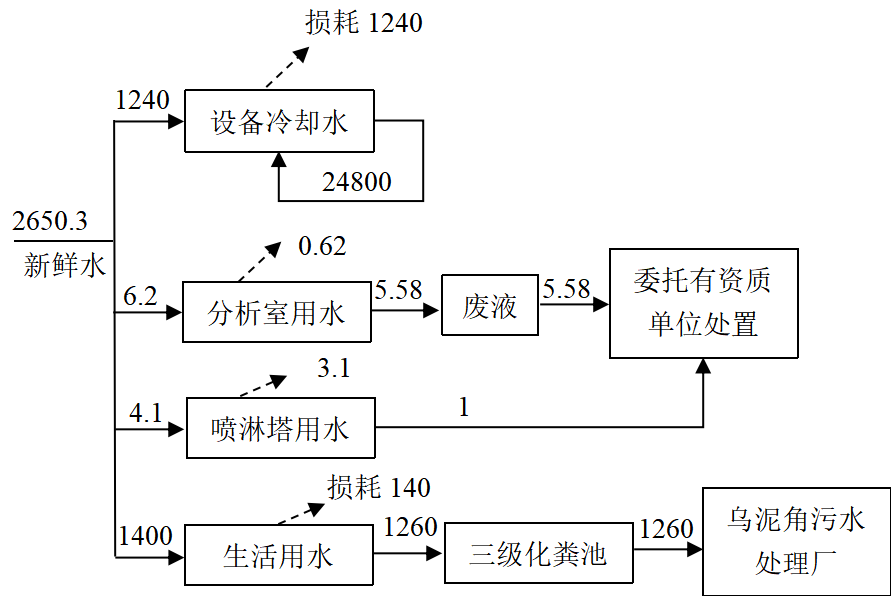 损耗 1240
1240
设备冷却水
24800
2650.3
新鲜水
0.62
6.2
分析室用水
5.58
废液
5.58
委托有资质
单位处置
3.1
4.1
喷淋塔用水
1
损耗 140
1400
生活用水
1260
三级化粪池
1260
乌泥角污水
处理厂